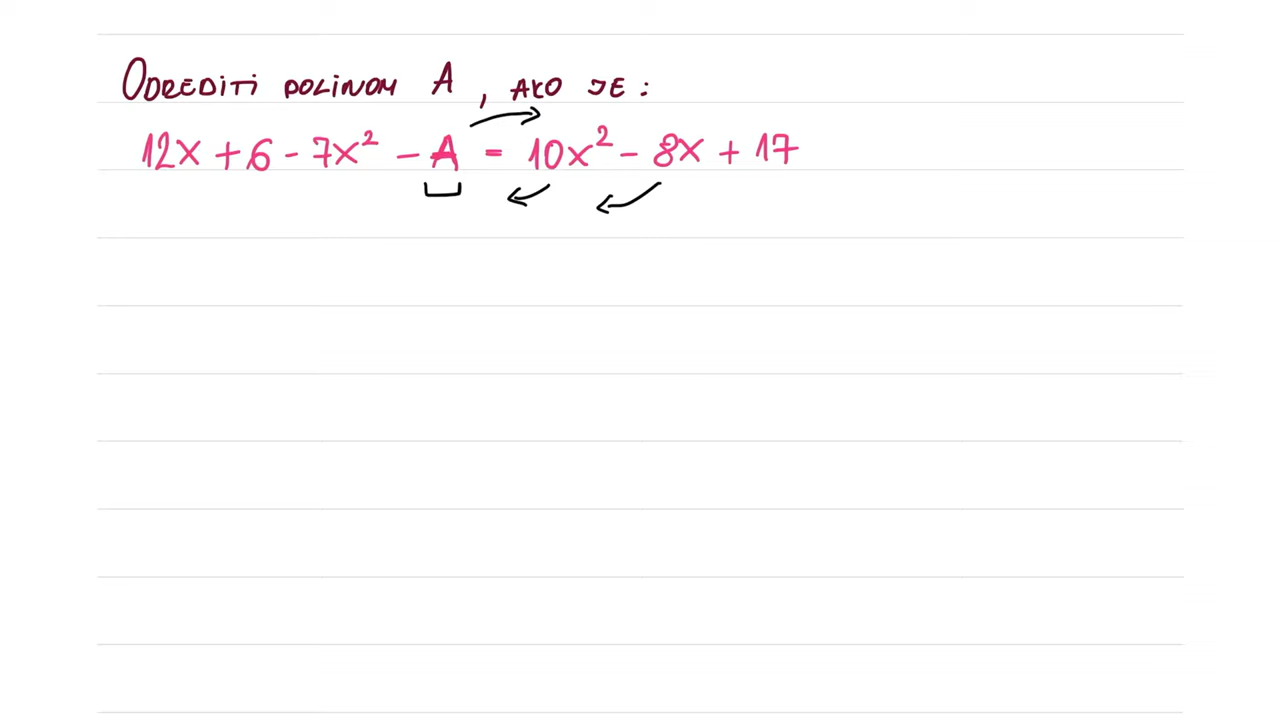 ODREDITI POLINOM A, AKO JE:
12x + 6 - 7x² - A = 10x² - 8x + 17